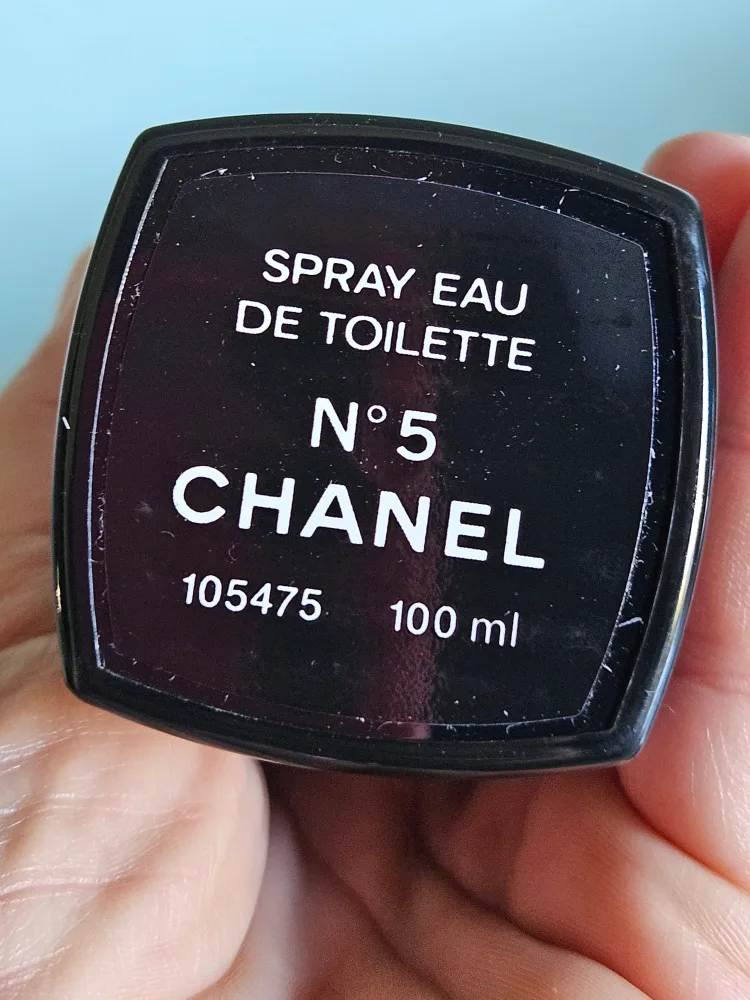 SPRAY EAU
DE TOILETTE
N°5
CHANEL
105475 100 ml